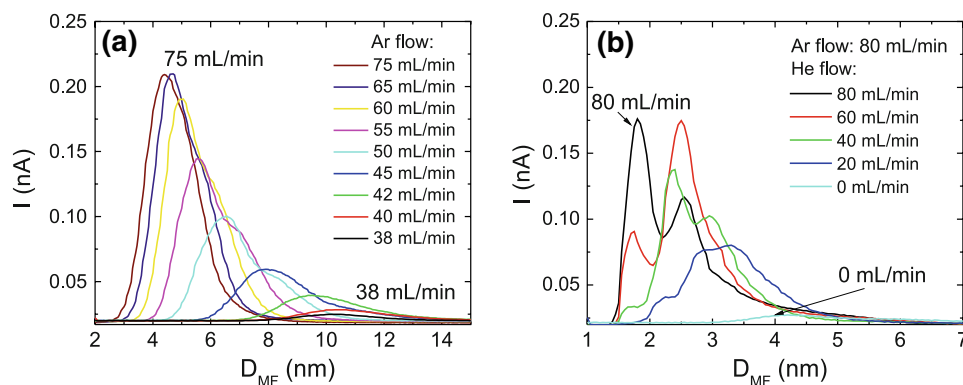 (a)
75 mL/min
Ar flow:
75 mL/min
65 mL/min
60 mL/min
55 mL/min
50 mL/min
45 mL/min
42 mL/min
40 mL/min
38 mL/min
38 mL/min
I (nA)
0.25
0.20
0.15
0.10
0.05
2 4 6 8 10 12 14
D_MF (nm)
(b)
Ar flow: 80 mL/min
He flow:
80 mL/min
60 mL/min
40 mL/min
20 mL/min
0 mL/min
80 mL/min
0 mL/min
I (nA)
0.25
0.20
0.15
0.10
0.05
1 2 3 4 5 6 7
D_MF (nm)